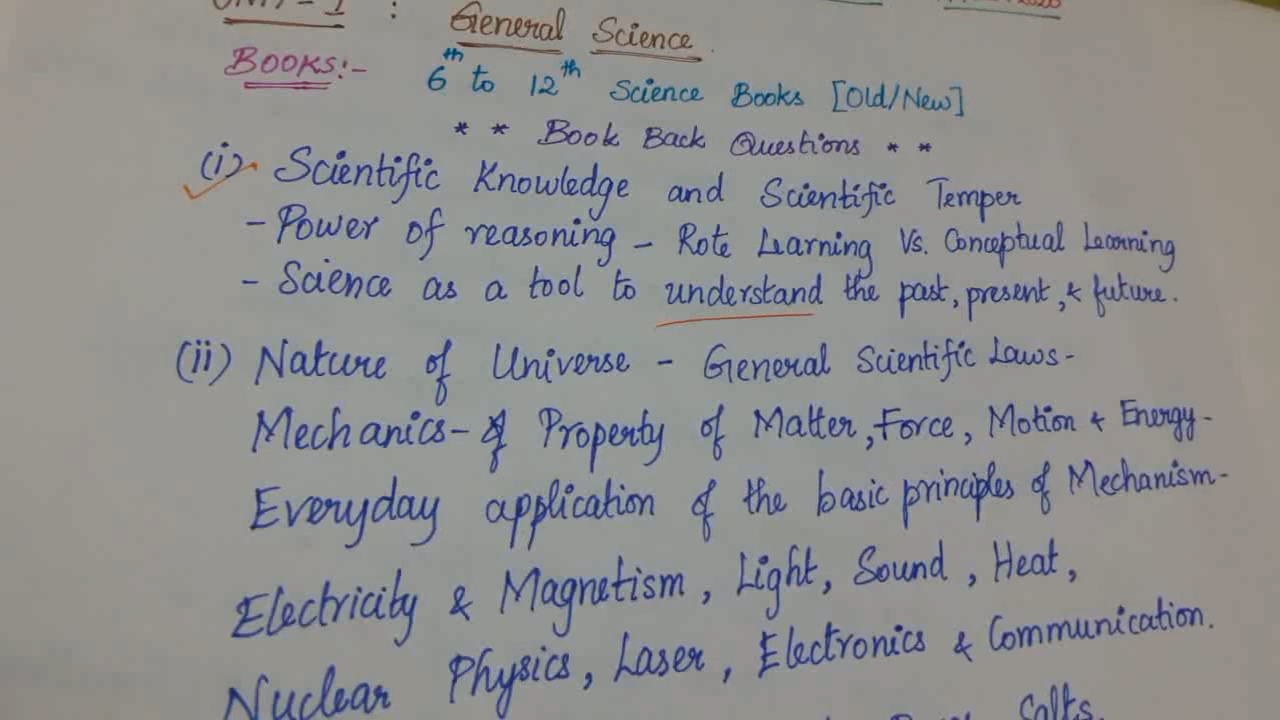 UNIT - I : General Science.
BOOKS:-  6th to 12th Science Books [Old/New]
* * Book Back Questions * *
(i) Scientific Knowledge and Scientific Temper
- Power of reasoning - Rote Learning Vs. Conceptual Learning
- Science as a tool to understand the past, present, & future.
(ii) Nature of Universe - General Scientific Laws-
Mechanics- Property of Matter, Force, Motion & Energy-
Everyday application of the basic principles of Mechanism-
Electricity & Magnetism, Light, Sound, Heat,
Nuclear Physics, Laser, Electronics & Communication.
Salts.